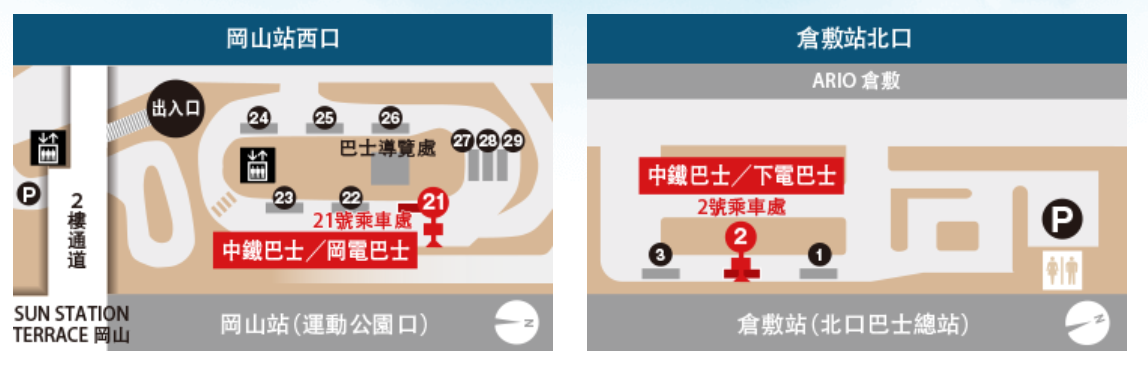 岡山站西口
出入口
24
25
26
巴士導覽處
27
28
29
P
2樓通道
23
22
21
21號乘車處
中鐵巴士／岡電巴士
SUN STATION
TERRACE 岡山
岡山站(運動公園口)
N
倉敷站北口
ARIO 倉敷
中鐵巴士／下電巴士
2號乘車處
3
2
1
P
倉敷站(北口巴士總站)
N